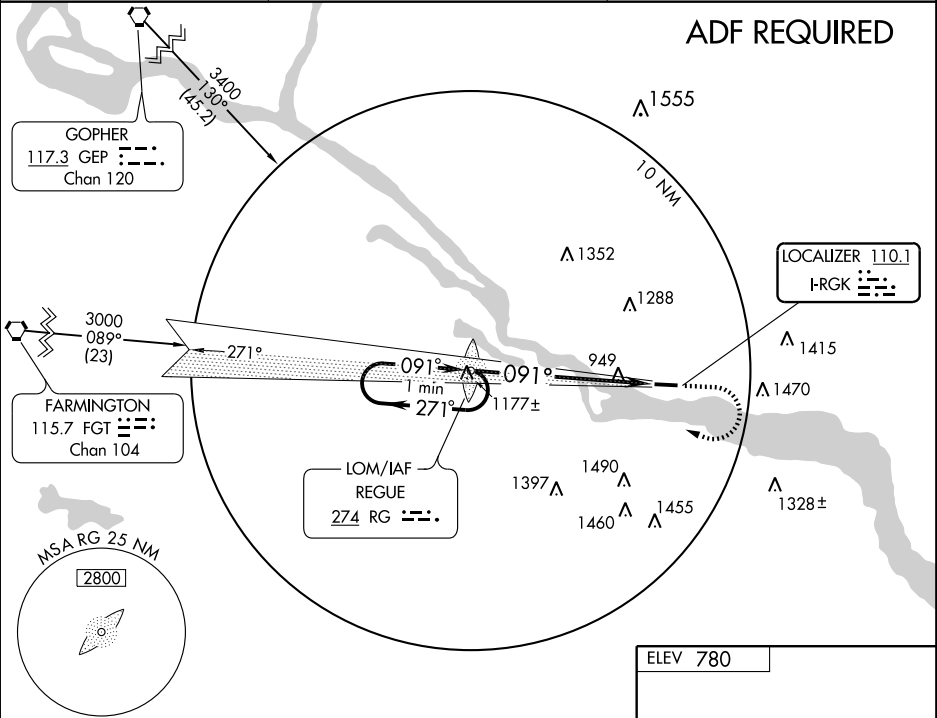 ADF REQUIRED
3400
130°
(45.2)
GOPHER
117.3 GEP
Chan 120
1555
10 NM
1352
1288
LOCALIZER 110.1
I-RGK
3000
089°
(23)
271°
091°
1 min
271°
091°
949
1177±
1415
1470
FARMINGTON
115.7 FGT
Chan 104
LOM/IAF
REGUE
274 RG
1397
1490
1460
1455
1328±
MSA RG 25 NM
2800
ELEV 780